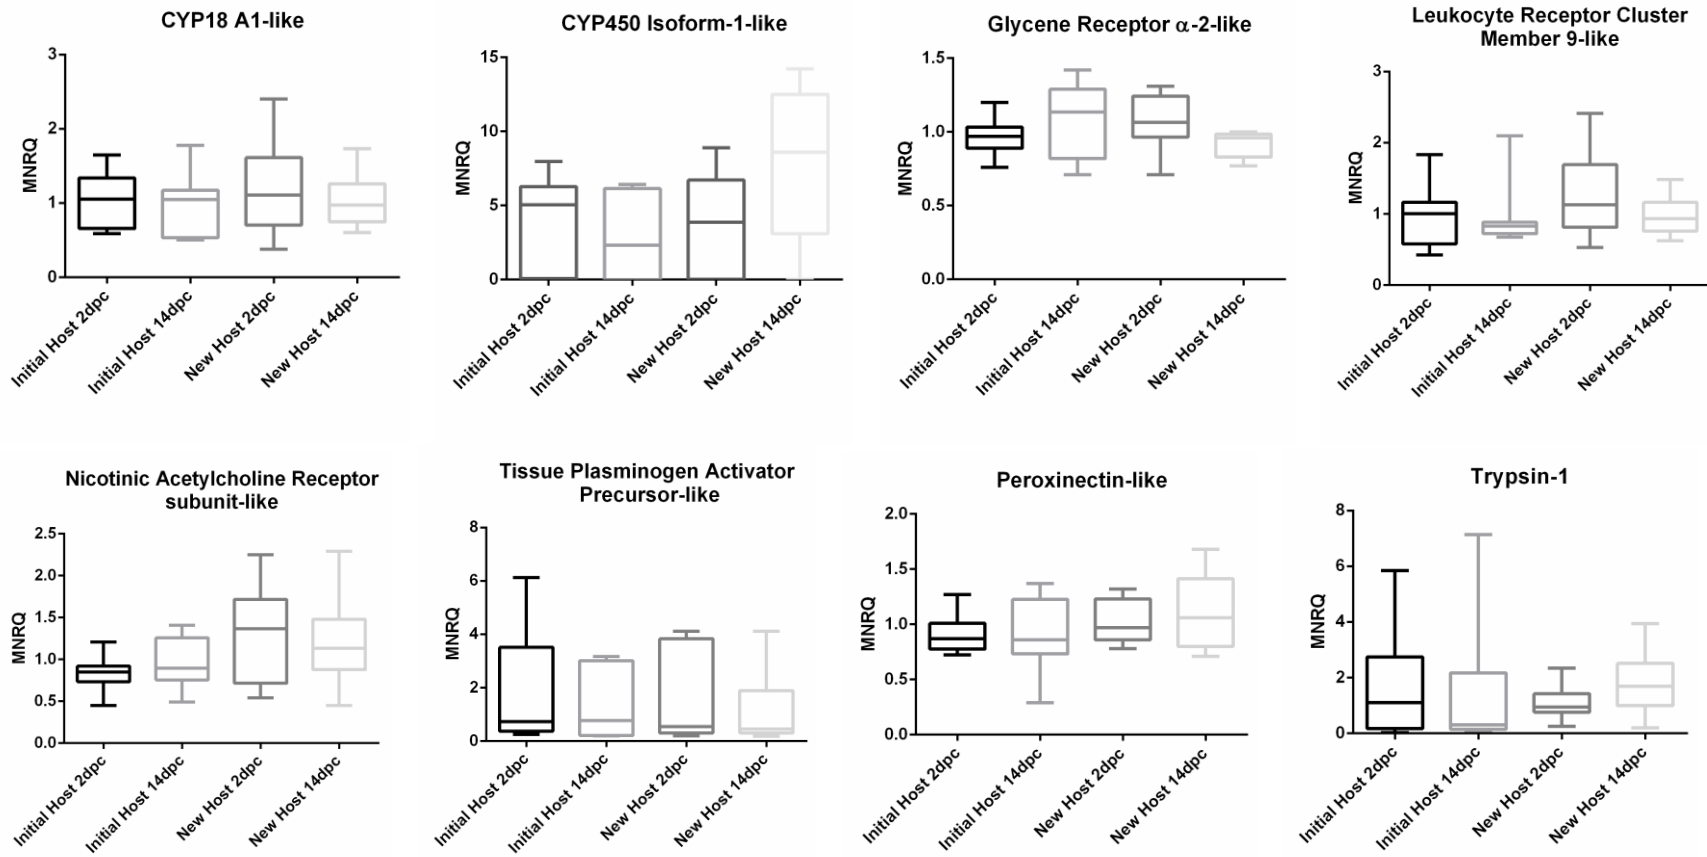 CYP18 A1-like
MNRQ
3
2
1
0
Initial Host 2dpc
Initial Host 14dpc
New Host 2dpc
New Host 14dpc
CYP450 Isoform-1-like
MNRQ
15
10
5
0
Initial Host 2dpc
Initial Host 14dpc
New Host 2dpc
New Host 14dpc
Glycene Receptor α-2-like
MNRQ
1.5
1.0
0.5
0.0
Initial Host 2dpc
Initial Host 14dpc
New Host 2dpc
New Host 14dpc
Leukocyte Receptor Cluster
Member 9-like
MNRQ
3
2
1
0
Initial Host 2dpc
Initial Host 14dpc
New Host 2dpc
New Host 14dpc
Nicotinic Acetylcholine Receptor
subunit-like
MNRQ
2.5
2.0
1.5
1.0
0.5
0.0
Initial Host 2dpc
Initial Host 14dpc
New Host 2dpc
New Host 14dpc
Tissue Plasminogen Activator
Precursor-like
MNRQ
8
6
4
2
0
Initial Host 2dpc
Initial Host 14dpc
New Host 2dpc
New Host 14dpc
Peroxinectin-like
MNRQ
2.0
1.5
1.0
0.5
0.0
Initial Host 2dpc
Initial Host 14dpc
New Host 2dpc
New Host 14dpc
Trypsin-1
MNRQ
8
6
4
2
0
Initial Host 2dpc
Initial Host 14dpc
New Host 2dpc
New Host 14dpc